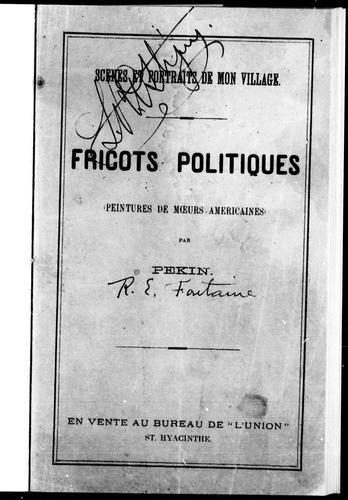 SCENES ET PORTRAITS DE MON VILLAGE.
FRICOTS POLITIQUES
(PEINTURES DE MŒURS AMERICAINES)
PAR
PEKIN.
R. E. Fontaine
EN VENTE AU BUREAU DE "L'UNION"
ST. HYACINTHE.